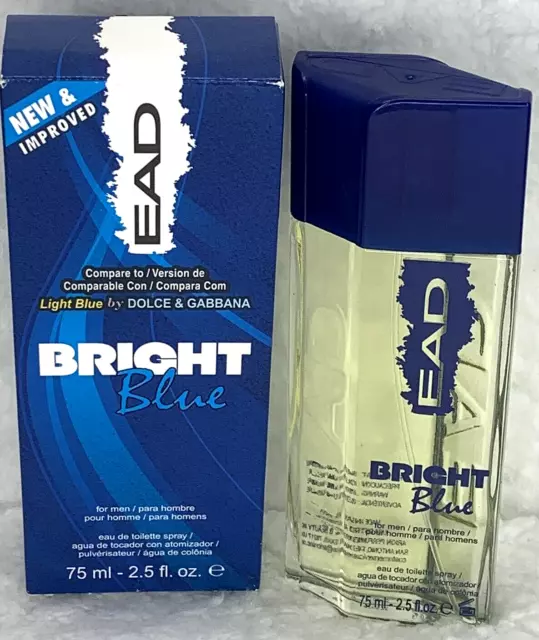 NEW &
IMPROVED
EAD
Compare to / Version de
Comparable Con / Compara Com
Light Blue by DOLCE & GABBANA
BRIGHT
Blue
for men / para hombre
pour homme / para homens
eau de toilette spray /
agua de tocador con atomizador /
pulvérisateur / água de colônia
75 ml - 2.5 fl. oz. e
EAD
BRIGHT
Blue
for men / para hombre
pour homme / para homens
eau de toilette spray /
agua de tocador con atomizador
pulvérisateur / água de colônia
75 ml - 2.5 fl.oz. e